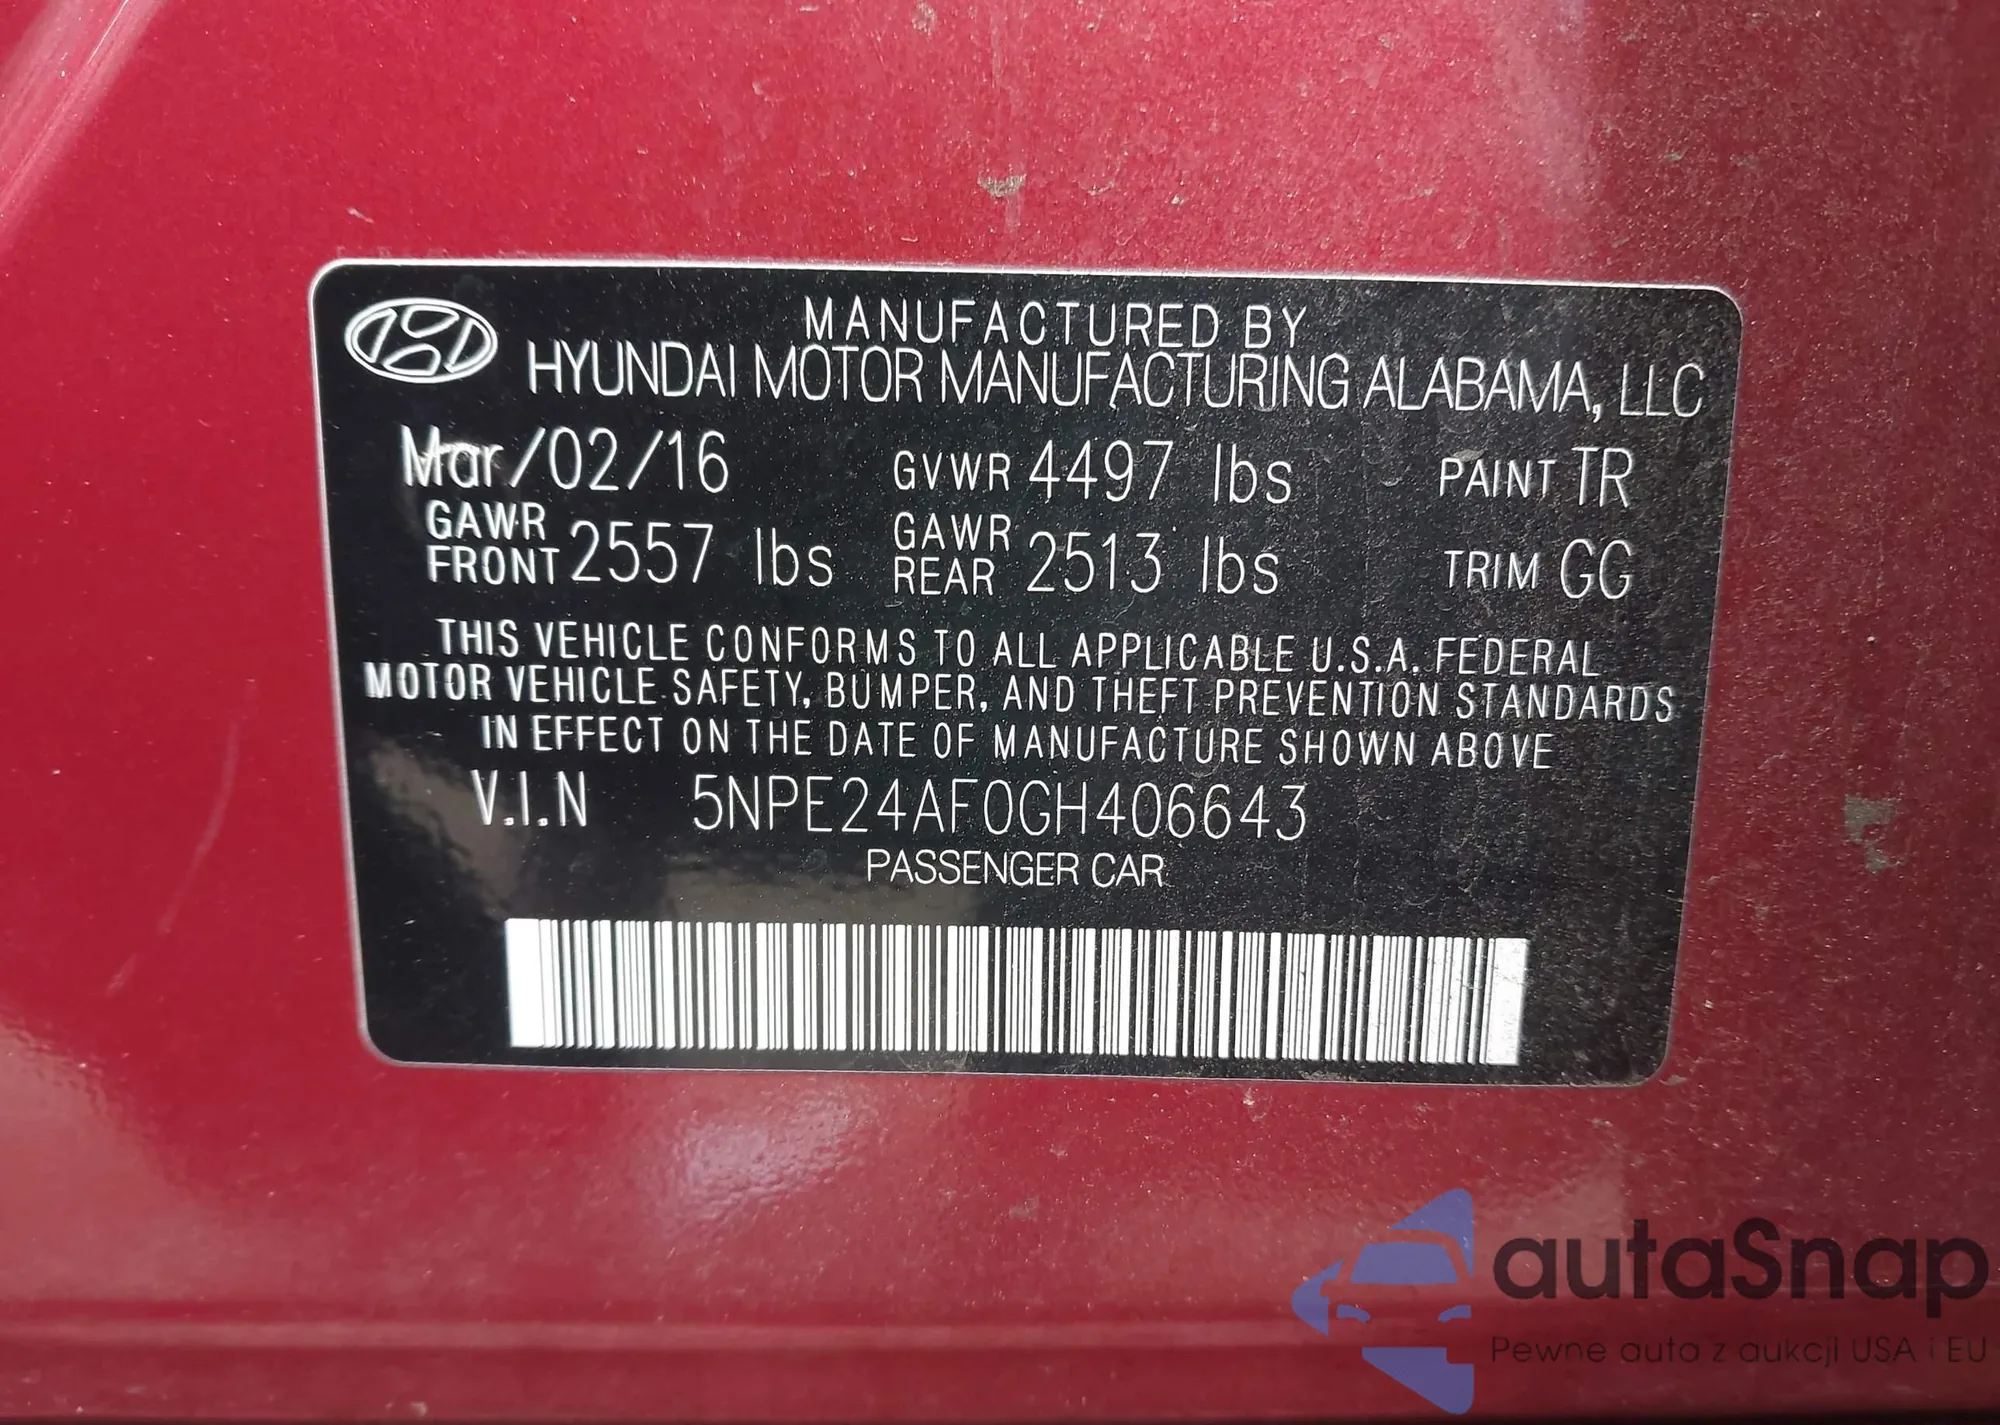 MANUFACTURED BY
HYUNDAI MOTOR MANUFACTURING ALABAMA, LLC
Mar/02/16 GVWR 4497 lbs PAINT TR
GAWR FRONT 2557 lbs GAWR REAR 2513 lbs TRIM GG
THIS VEHICLE CONFORMS TO ALL APPLICABLE U.S.A. FEDERAL
MOTOR VEHICLE SAFETY, BUMPER, AND THEFT PREVENTION STANDARDS
IN EFFECT ON THE DATE OF MANUFACTURE SHOWN ABOVE
V.I.N 5NPE24AF0GH406643
PASSENGER CAR
autaSnap
Pewne auta z aukcji USA i EU